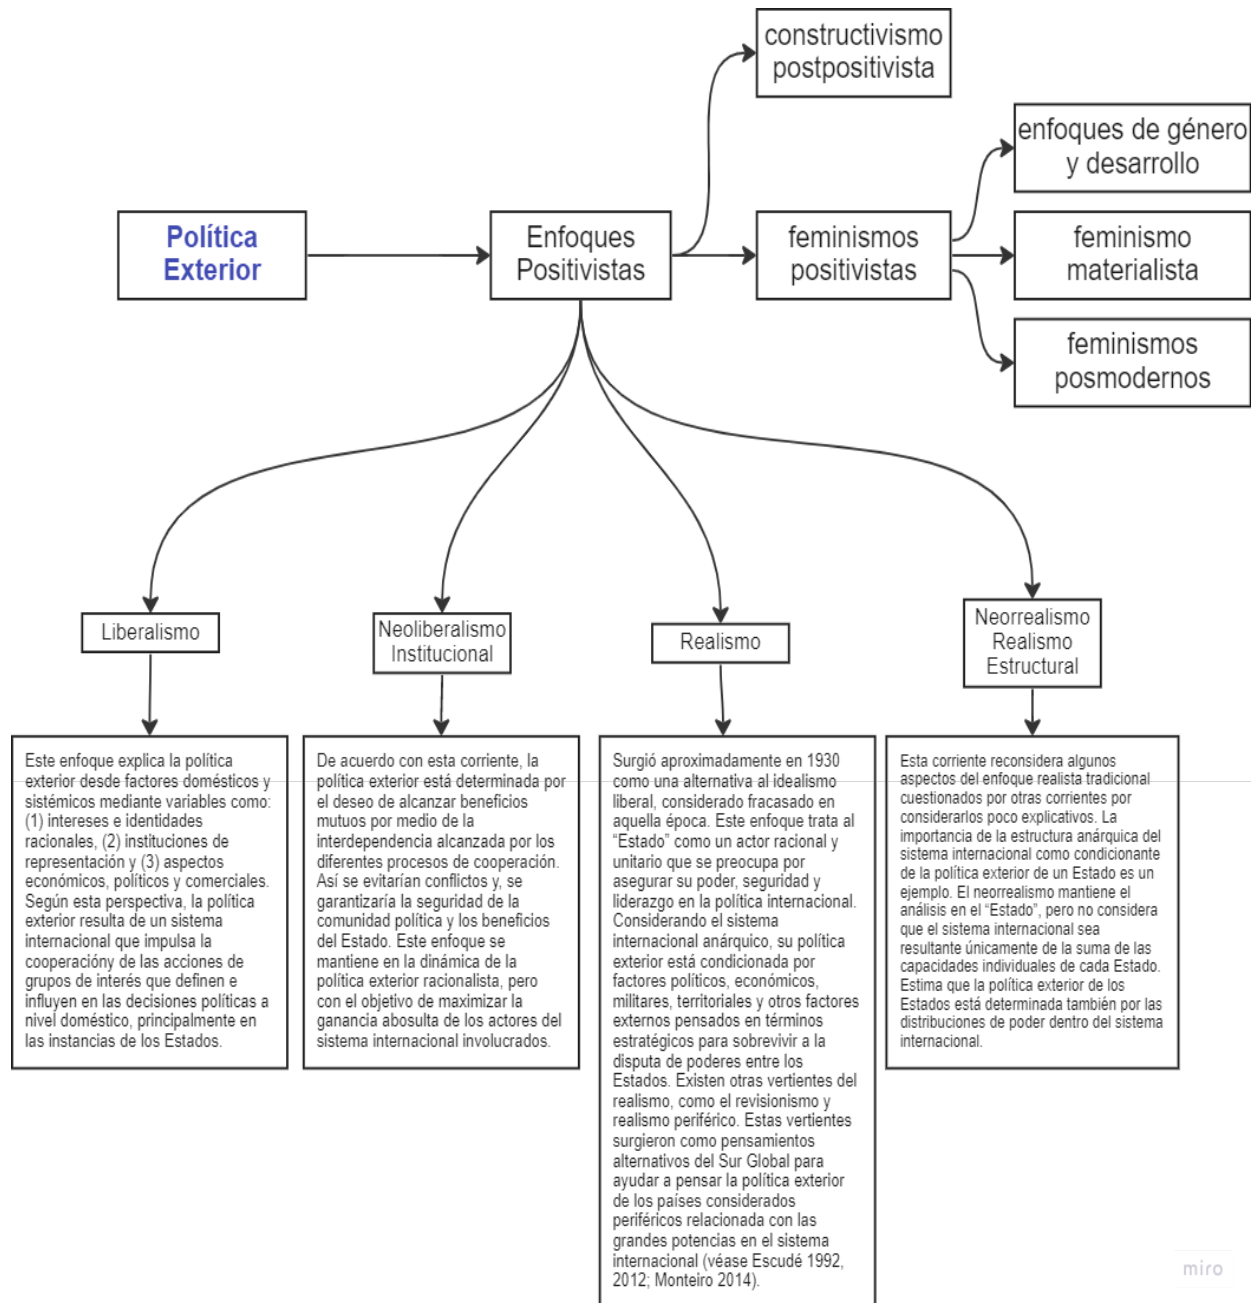 constructivismo
postpositivista
enfoques de género
y desarrollo
Política
Exterior
Enfoques
Positivistas
feminismos
positivistas
feminismo
materialista
feminismos
posmodernos
Liberalismo
Neoliberalismo
Institucional
Realismo
Neorrealismo
Realismo
Estructural
Este enfoque explica la política
exterior desde factores domésticos y
sistémicos mediante variables como:
(1) intereses e identidades
racionales, (2) instituciones de
representación y (3) aspectos
económicos, políticos y comerciales.
Según esta perspectiva, la política
exterior resulta de un sistema
internacional que impulsa la
cooperacióny de las acciones de
grupos de interés que definen e
influyen en las decisiones políticas a
nivel doméstico, principalmente en
las instancias de los Estados.
De acuerdo con esta corriente, la
política exterior está determinada por
el deseo de alcanzar beneficios
mutuos por medio de la
interdependencia alcanzada por los
diferentes procesos de cooperación.
Así se evitarían conflictos y, se
garantizaría la seguridad de la
comunidad política y los beneficios
del Estado. Este enfoque se
mantiene en la dinámica de la
política exterior racionalista, pero
con el objetivo de maximizar la
ganancia abosulta de los actores del
sistema internacional involucrados.
Surgió aproximadamente en 1930
como una alternativa al idealismo
liberal, considerado fracasado en
aquella época. Este enfoque trata al
“Estado” como un actor racional y
unitario que se preocupa por
asegurar su poder, seguridad y
liderazgo en la política internacional.
Considerando el sistema
internacional anárquico, su política
exterior está condicionada por
factores políticos, económicos,
militares, territoriales y otros factores
externos pensados en términos
estratégicos para sobrevivir a la
disputa de poderes entre los
Estados. Existen otras vertientes del
realismo, como el revisionismo y
realismo periférico. Estas vertientes
surgieron como pensamientos
alternativos del Sur Global para
ayudar a pensar la política exterior
de los países considerados
periféricos relacionada con las
grandes potencias en el sistema
internacional (véase Escudé 1992,
2012; Monteiro 2014).
Esta corriente reconsidera algunos
aspectos del enfoque realista tradicional
cuestionados por otras corrientes por
considerarlos poco explicativos. La
importancia de la estructura anárquica del
sistema internacional como condicionante
de la política exterior de un Estado es un
ejemplo. El neorrealismo mantiene el
análisis en el “Estado”, pero no considera
que el sistema internacional sea
resultante únicamente de la suma de las
capacidades individuales de cada Estado.
Estima que la política exterior de los
Estados está determinada también por las
distribuciones de poder dentro del sistema
internacional.
miro